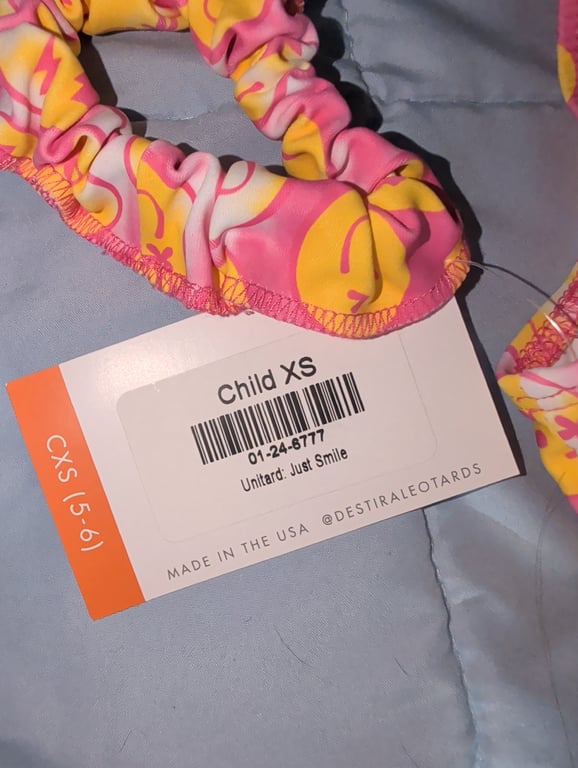 Child XS
01-24-6777
Unitard: Just Smile
CXS (5-6)
MADE IN THE USA @DESTIRALEOTARDS